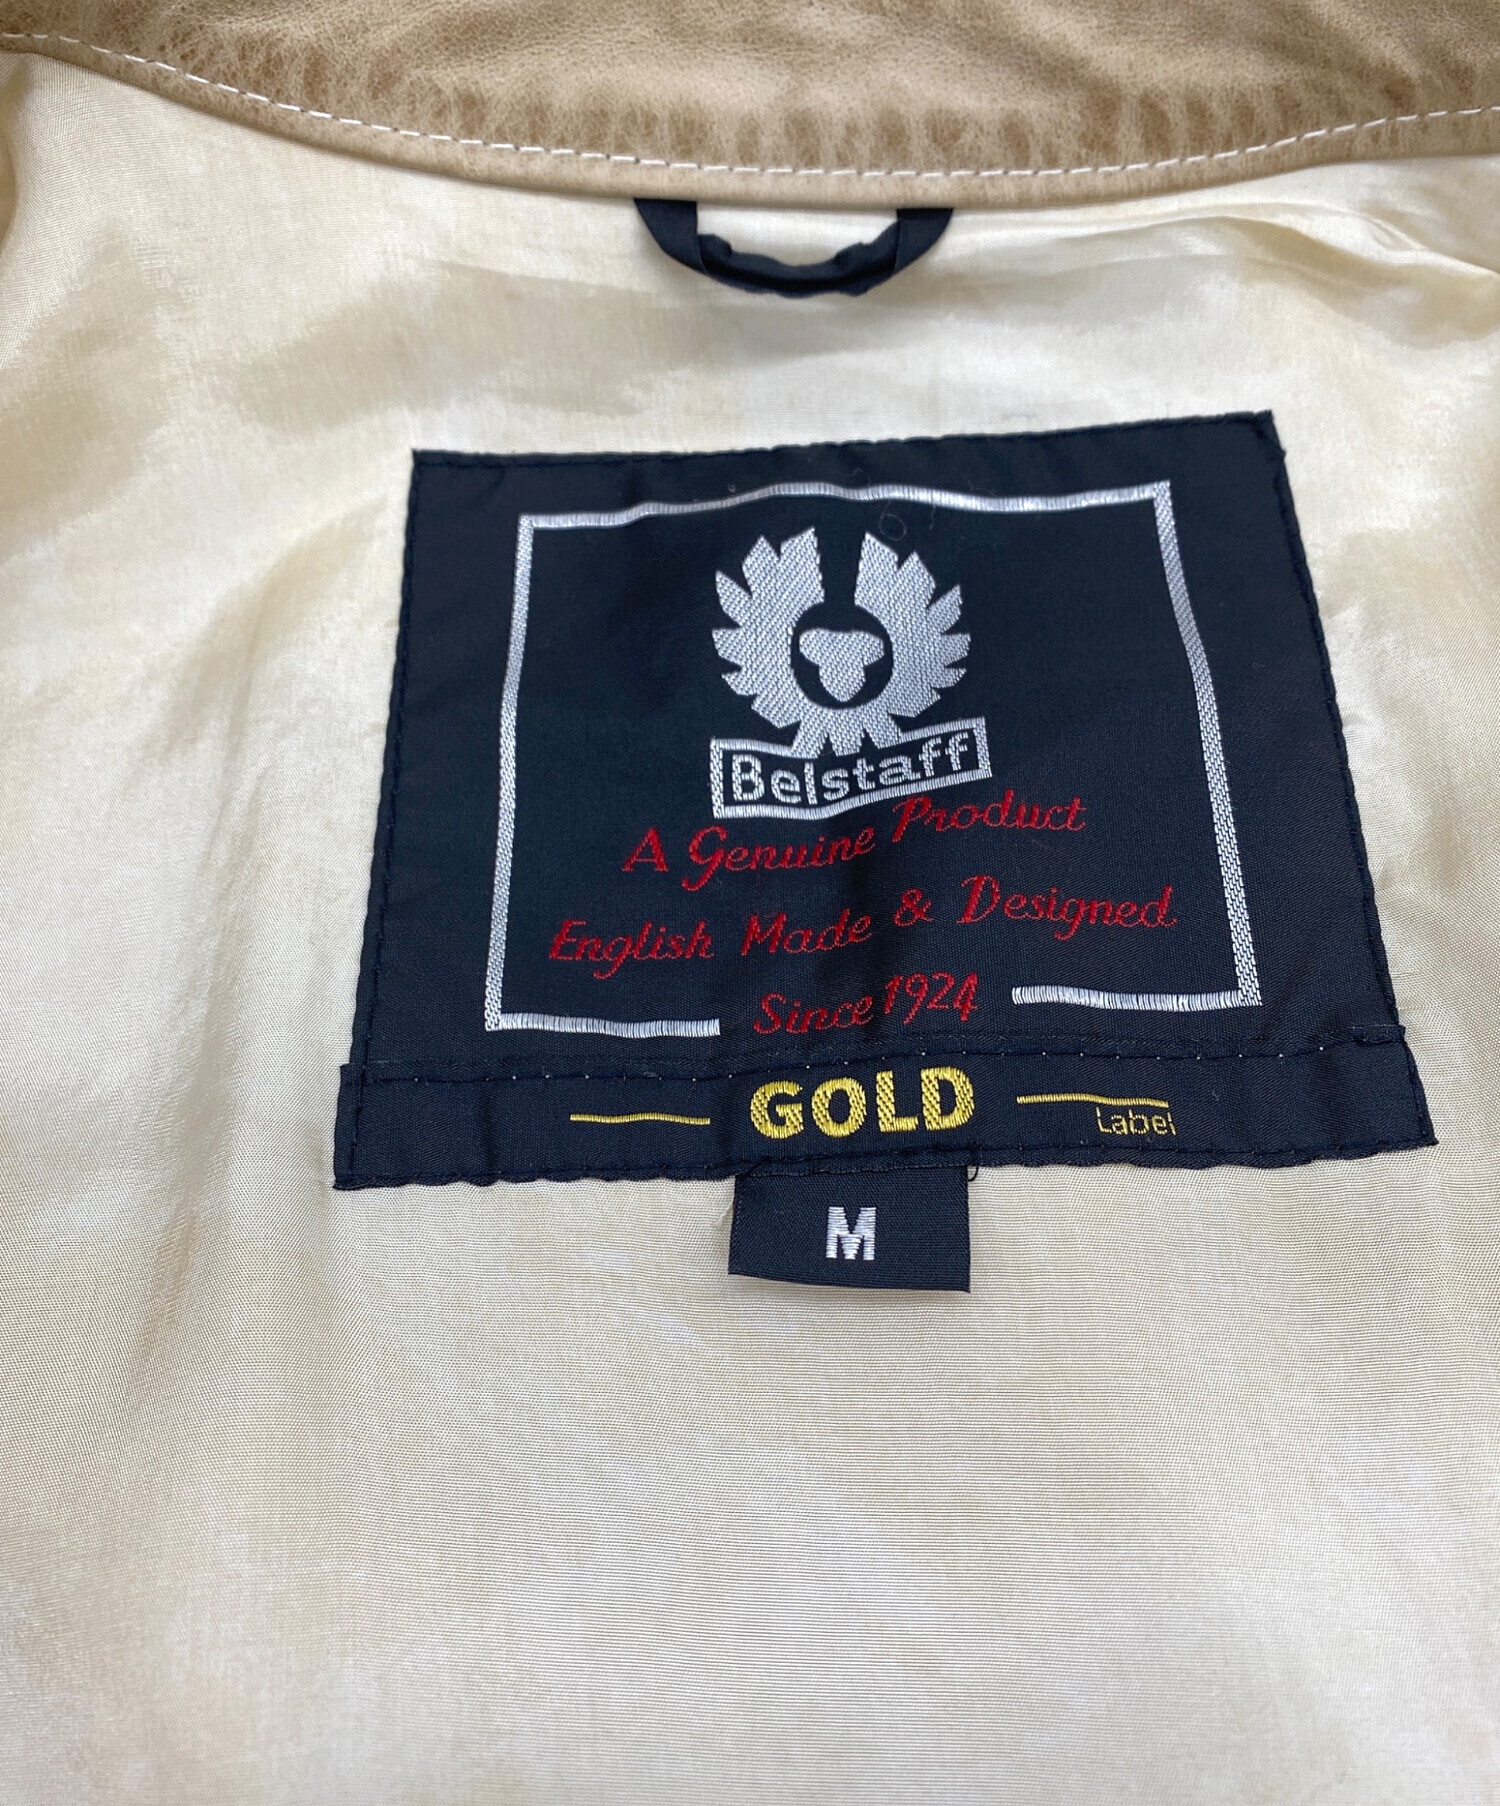 Belstaff
A Genuine Product
English Made & Designed
Since 1924
GOLD
Label
M